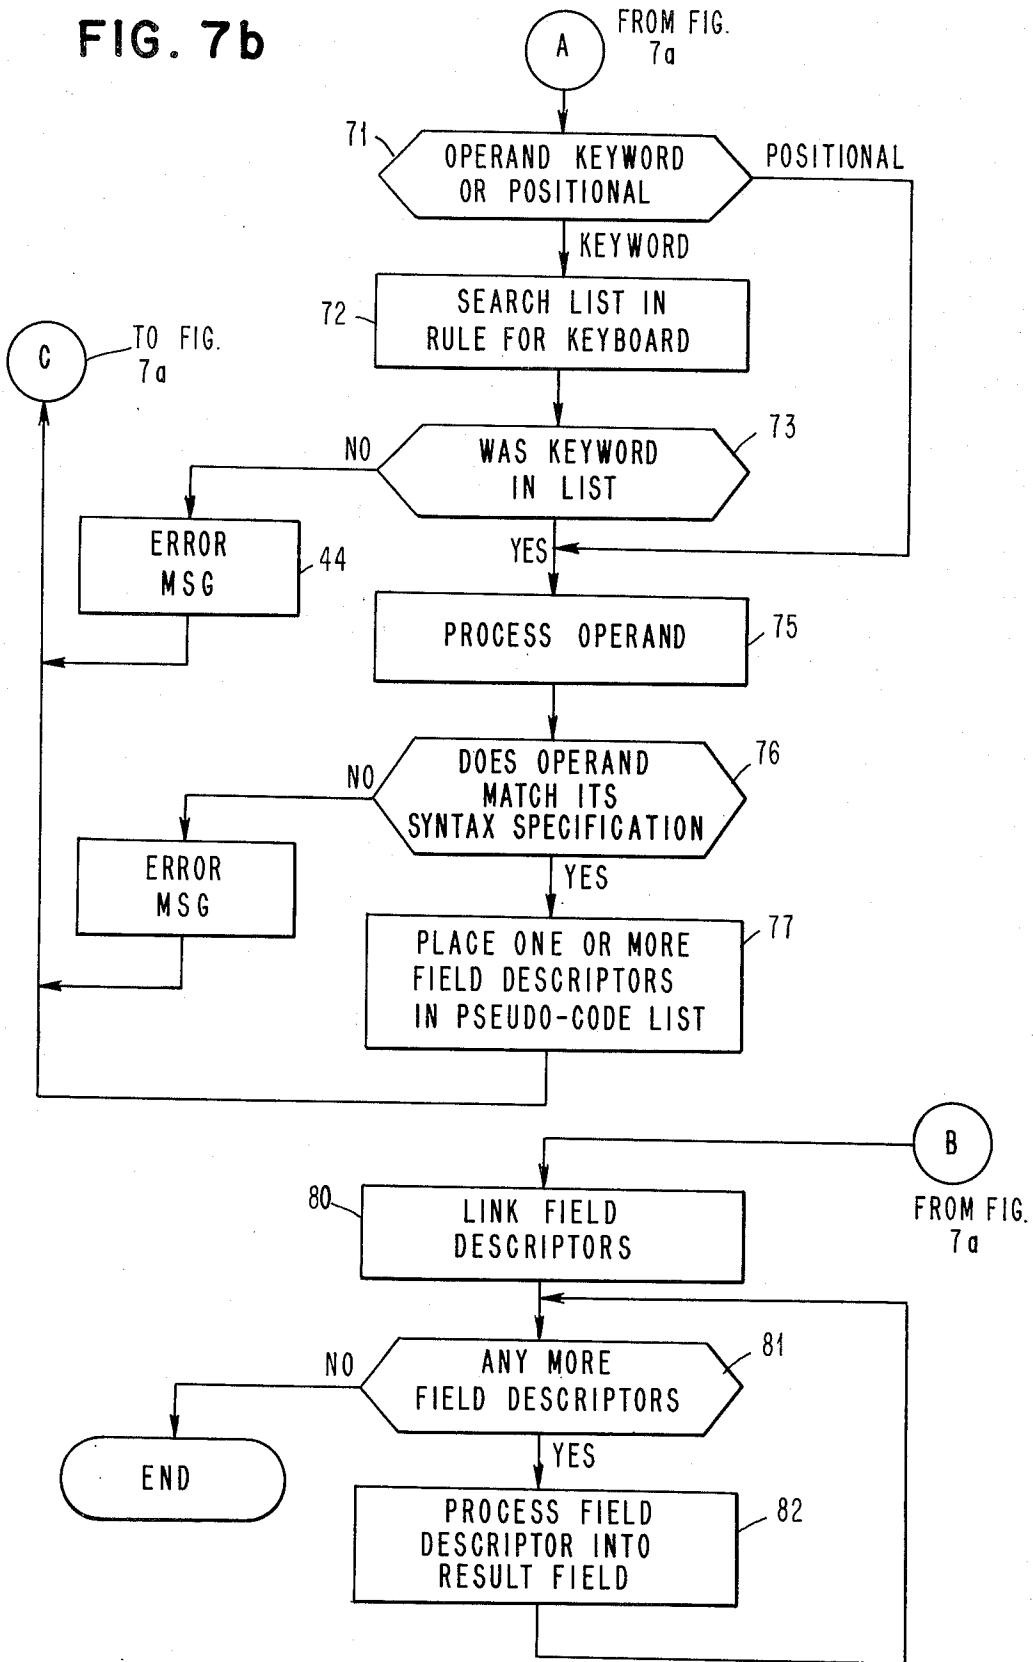 FIG. 7b
A
FROM FIG.
7a
71
OPERAND KEYWORD
OR POSITIONAL
POSITIONAL
KEYWORD
72
SEARCH LIST IN
RULE FOR KEYBOARD
C
TO FIG.
7a
73
WAS KEYWORD
IN LIST
NO
ERROR
MSG
44
YES
PROCESS OPERAND
75
76
DOES OPERAND
MATCH ITS
SYNTAX SPECIFICATION
NO
ERROR
MSG
YES
77
PLACE ONE OR MORE
FIELD DESCRIPTORS
IN PSEUDO-CODE LIST
B
FROM FIG.
7a
80
LINK FIELD
DESCRIPTORS
81
ANY MORE
FIELD DESCRIPTORS
NO
END
YES
82
PROCESS FIELD
DESCRIPTOR INTO
RESULT FIELD